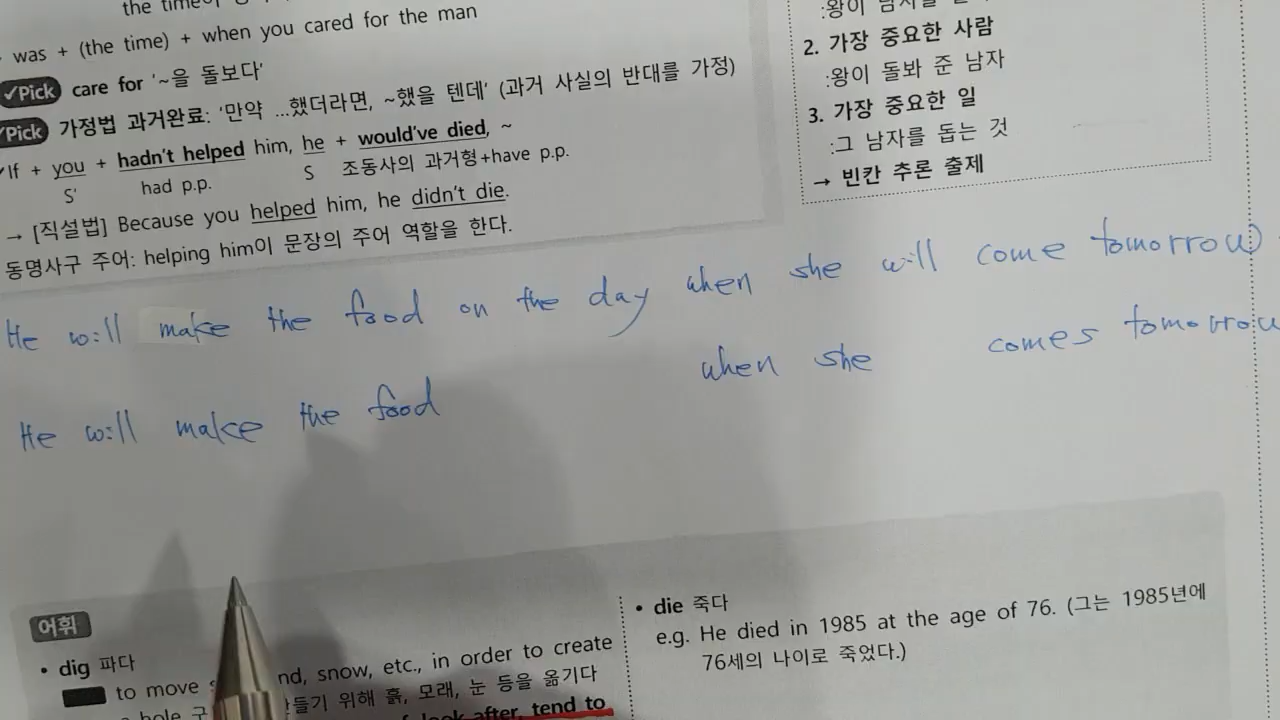 the time
was + (the time) + when you cared for the man
✓Pick care for '~을 돌보다'
Pick 가정법 과거완료: '만약 ...했더라면, ~했을 텐데' (과거 사실의 반대를 가정)
If + you + hadn't helped him, he + would've died, ~
S' had p.p. S 조동사의 과거형+have p.p.
→ [직설법] Because you helped him, he didn't die.
동명사구 주어: helping him이 문장의 주어 역할을 한다.
:왕이
2. 가장 중요한 사람
:왕이 돌봐 준 남자
3. 가장 중요한 일
:그 남자를 돕는 것
→ 빈칸 추론 출제
He will make the food on the day when she will come tomorrow
when she comes tomorrow
He will make the food
어휘
• dig 파다
to move nd, snow, etc., in order to create
들기 위해 흙, 모래, 눈 등을 옮기다
hole
look after, tend to
• die 죽다
e.g. He died in 1985 at the age of 76. (그는 1985년에
76세의 나이로 죽었다.)